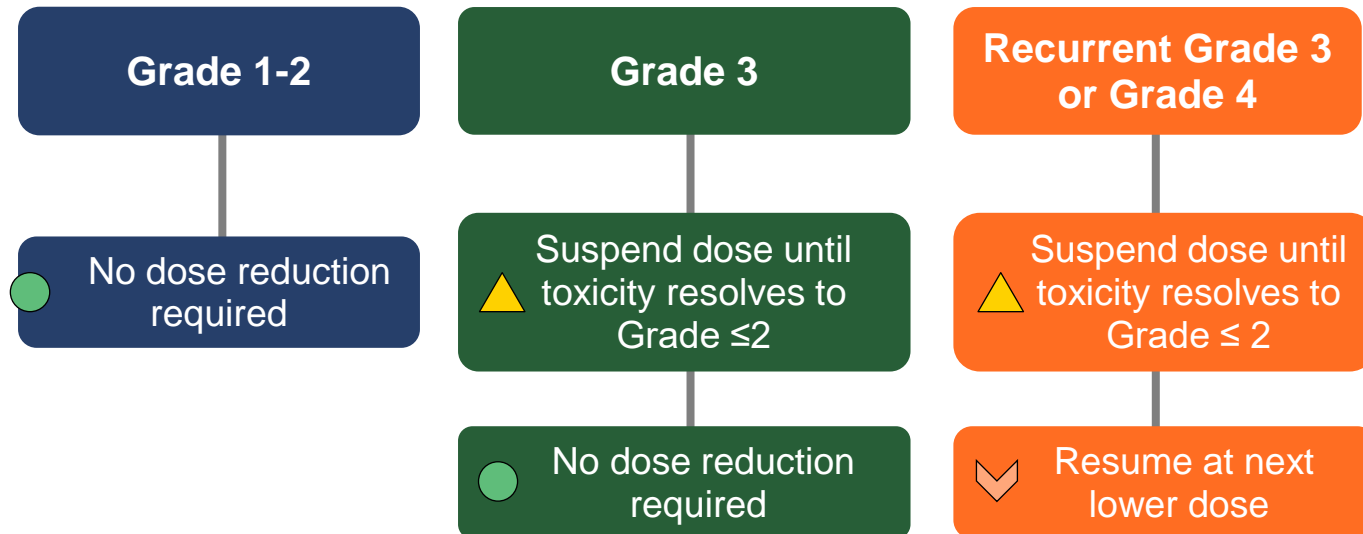 Grade 1-2
No dose reduction
required
Grade 3
Suspend dose until
toxicity resolves to
Grade ≤2
No dose reduction
required
Recurrent Grade 3
or Grade 4
Suspend dose until
toxicity resolves to
Grade ≤ 2
Resume at next
lower dose